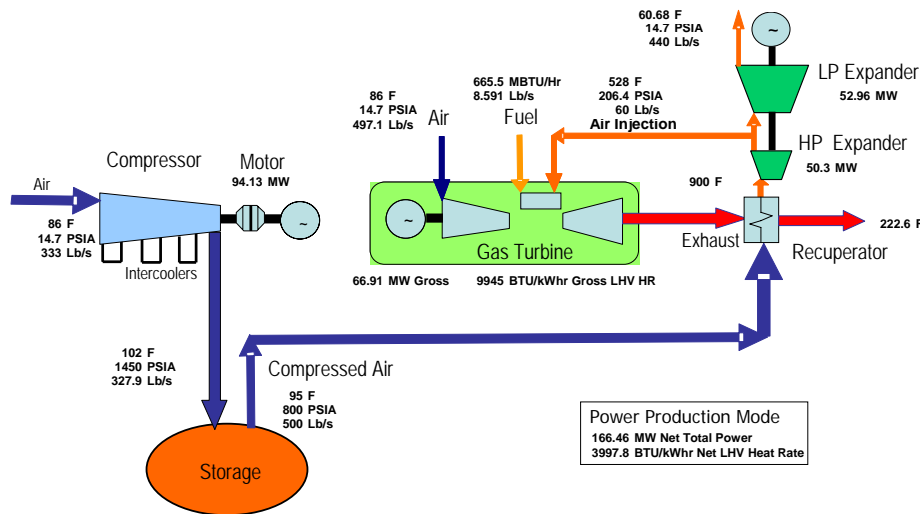 60.68 F
14.7 PSIA
440 Lb/s
~
LP Expander
52.96 MW
HP Expander
50.3 MW
86 F
14.7 PSIA
497.1 Lb/s
Air
665.5 MBTU/Hr
8.591 Lb/s
Fuel
528 F
206.4 PSIA
60 Lb/s
Air Injection
900 F
Compressor
Motor
94.13 MW
Air
86 F
14.7 PSIA
333 Lb/s
Intercoolers
~
~
Gas Turbine
Exhaust
222.6 F
Recuperator
66.91 MW Gross
9945 BTU/kWhr Gross LHV HR
102 F
1450 PSIA
327.9 Lb/s
Compressed Air
95 F
800 PSIA
500 Lb/s
Storage
Power Production Mode
166.46 MW Net Total Power
3997.8 BTU/kWhr Net LHV Heat Rate